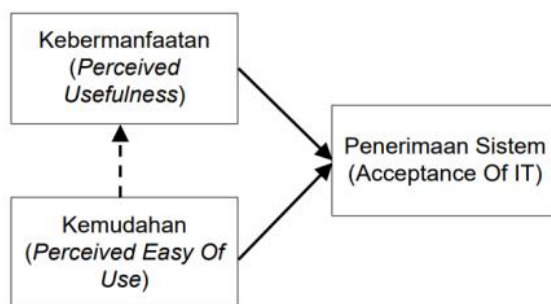 Kebermanfaatan
(Perceived
Usefulness)
Penerimaan Sistem
(Acceptance Of IT)
Kemudahan
(Perceived Easy Of
Use)